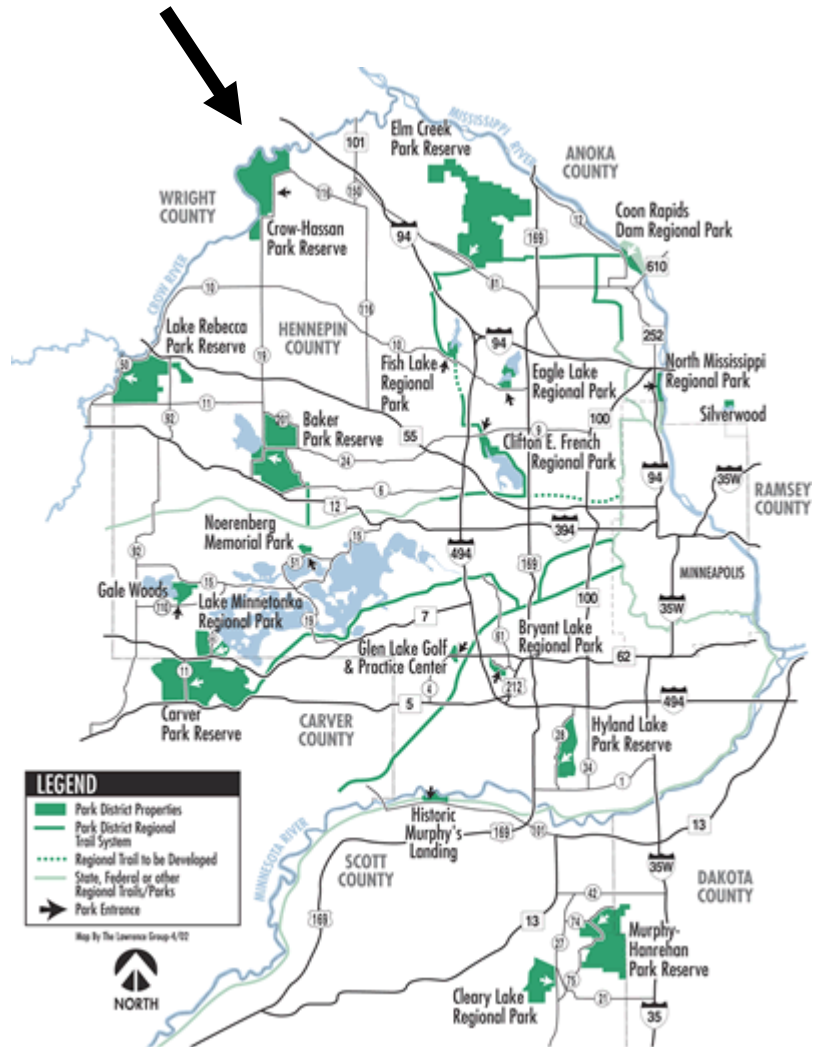 MISSISSIPPI
RIVER
Elm Creek
Park Reserve
ANOKA
COUNTY
101
WRIGHT
COUNTY
116
150
12
Coon Rapids
Dam Regional Park
Crow-Hassan
Park Reserve
94
169
610
CROW RIVER
10
81
116
252
Lake Rebecca
Park Reserve
HENNEPIN
COUNTY
10
94
50
19
Fish Lake
Regional
Park
Eagle Lake
Regional Park
North Mississippi
Regional Park
11
92
100
Silverwood
Baker
Park Reserve
55
9
Clifton E. French
Regional Park
24
94
35W
RAMSEY
COUNTY
6
12
394
Noerenberg
Memorial Park
15
51
494
92
169
MINNEAPOLIS
Gale Woods
15
100
110
Lake Minnetonka
Regional Park
7
35W
19
61
Bryant Lake
Regional Park
Glen Lake Golf
& Practice Center
62
11
4
212
5
494
Carver
Park Reserve
CARVER
COUNTY
28
Hyland Lake
Park Reserve
34
1
LEGEND
Park District Properties
Park District Regional
Trail System
Regional Trail to be Developed
State, Federal or other
Regional Trails/Parks
Park Entrance
Map By The Lawrence Group-4/02
NORTH
MINNESOTA RIVER
Historic
Murphy's
Landing
169
101
13
SCOTT
COUNTY
35W
DAKOTA
COUNTY
42
169
13
74
27
Murphy-
Hanrehan
Park Reserve
75
21
Cleary Lake
Regional Park
35